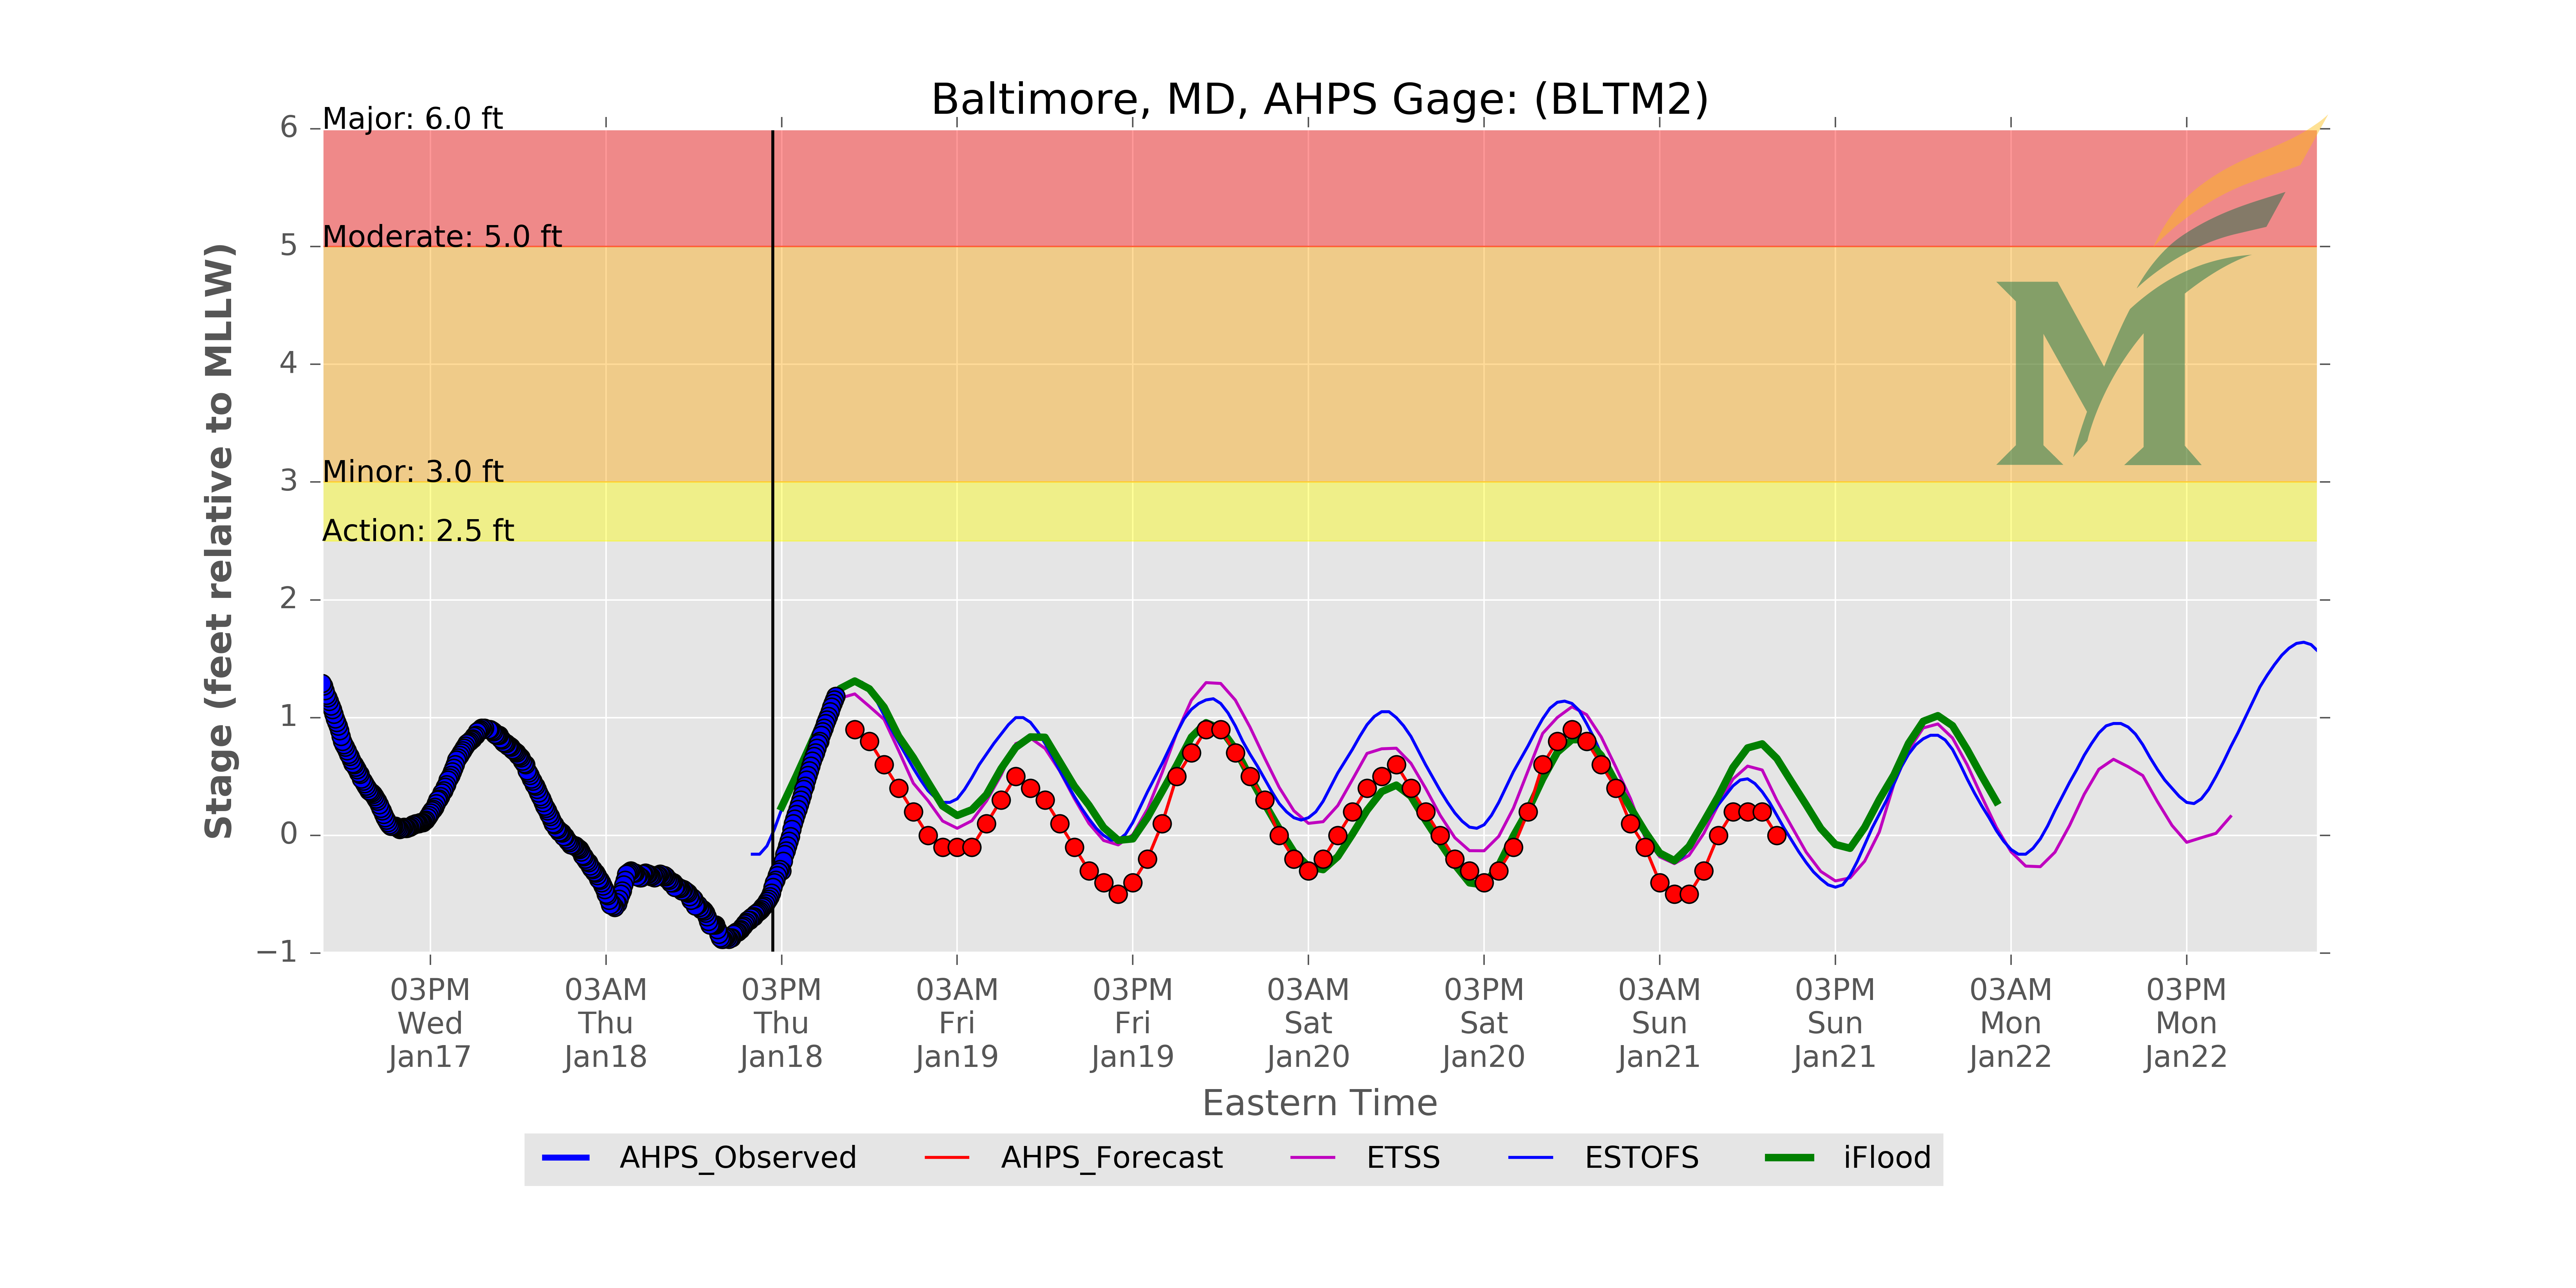 Baltimore, MD, AHPS Gage: (BLTM2)
6
Major: 6.0 ft
5
Moderate: 5.0 ft
4
3
Minor: 3.0 ft
Action: 2.5 ft
2
1
0
−1
Stage (feet relative to MLLW)
03PM 03AM 03PM 03AM 03PM 03AM 03PM 03AM 03PM 03AM 03PM
Wed Thu Thu Fri Fri Sat Sat Sun Sun Mon Mon
Jan17 Jan18 Jan18 Jan19 Jan19 Jan20 Jan20 Jan21 Jan21 Jan22 Jan22
Eastern Time
AHPS_Observed AHPS_Forecast ETSS ESTOFS iFlood
M